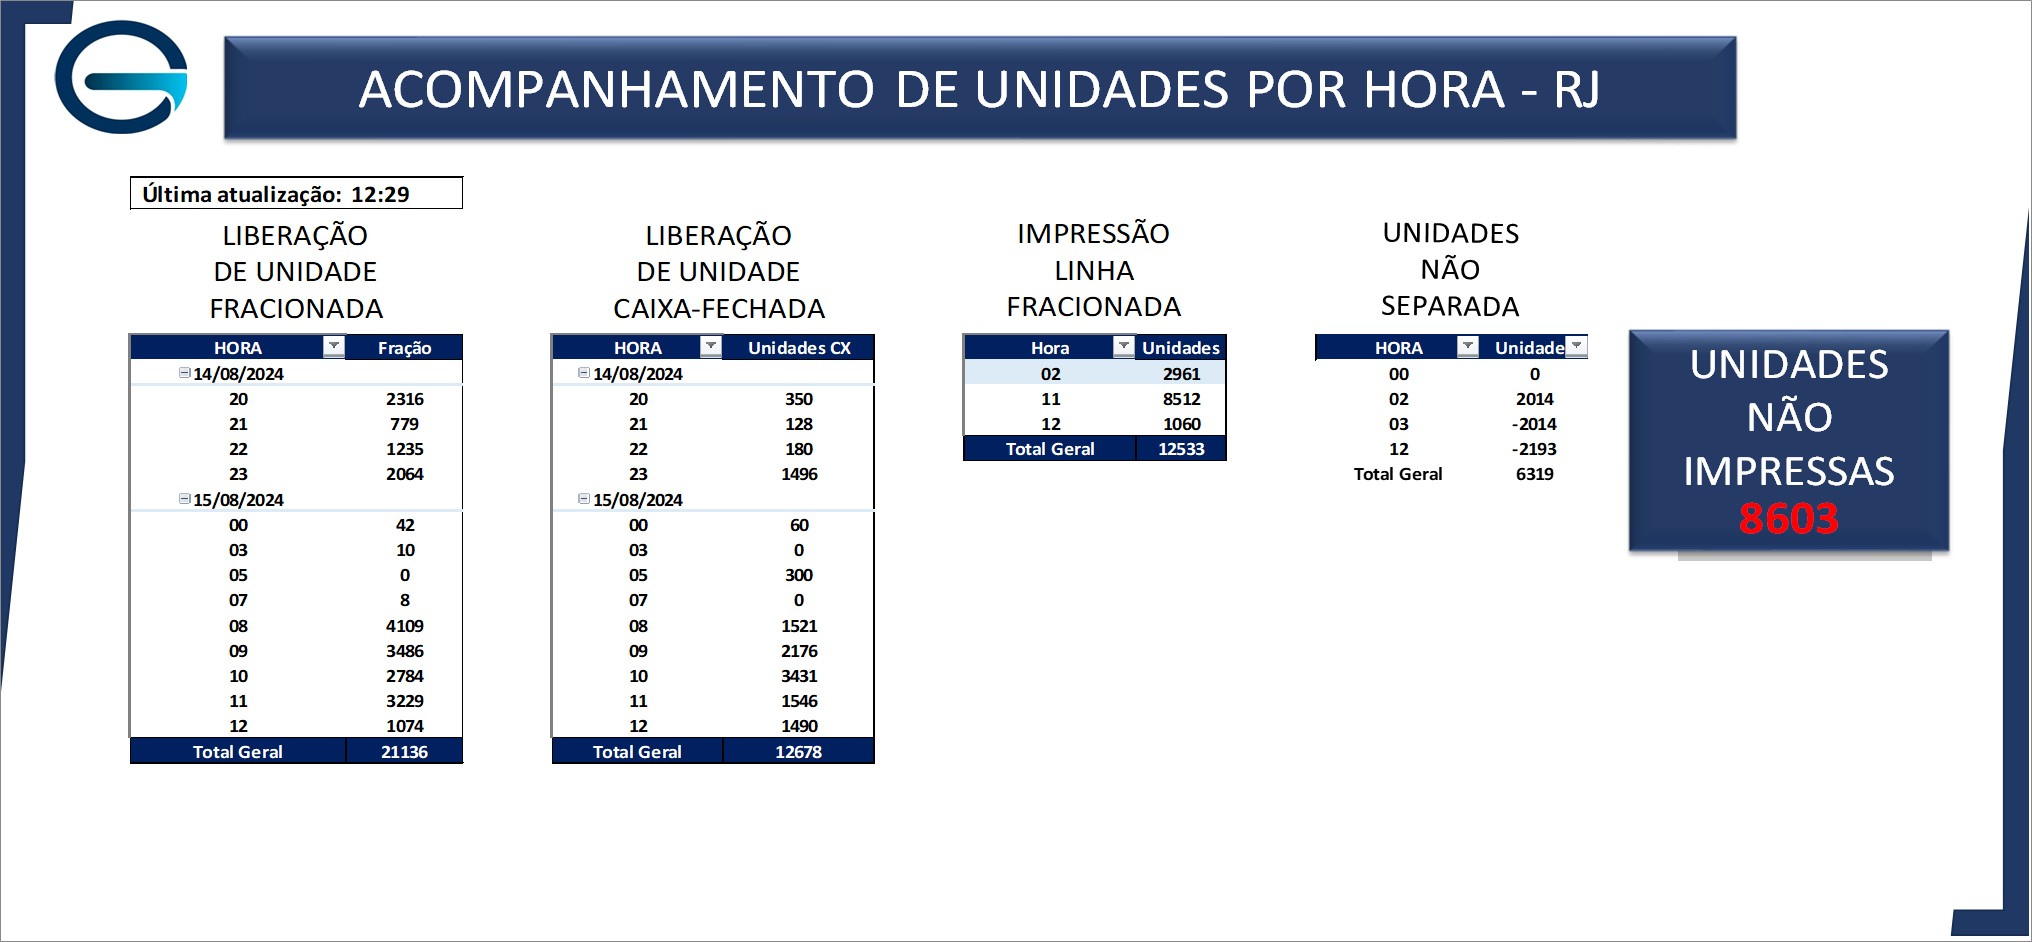 ACOMPANHAMENTO DE UNIDADES POR HORA - RJ
Última atualização: 12:29
LIBERAÇÃO
DE UNIDADE
FRACIONADA
HORA Fração
14/08/2024
20 2316
21 779
22 1235
23 2064
15/08/2024
00 42
03 10
05 0
07 8
08 4109
09 3486
10 2784
11 3229
12 1074
Total Geral 21136
LIBERAÇÃO
DE UNIDADE
CAIXA-FECHADA
HORA Unidades CX
14/08/2024
20 350
21 128
22 180
23 1496
15/08/2024
00 60
03 0
05 300
07 0
08 1521
09 2176
10 3431
11 1546
12 1490
Total Geral 12678
IMPRESSÃO
LINHA
FRACIONADA
Hora Unidades
02 2961
11 8512
12 1060
Total Geral 12533
UNIDADES
NÃO
SEPARADA
HORA Unidade
00 0
02 2014
03 -2014
12 -2193
Total Geral 6319
UNIDADES
NÃO
IMPRESSAS
8603